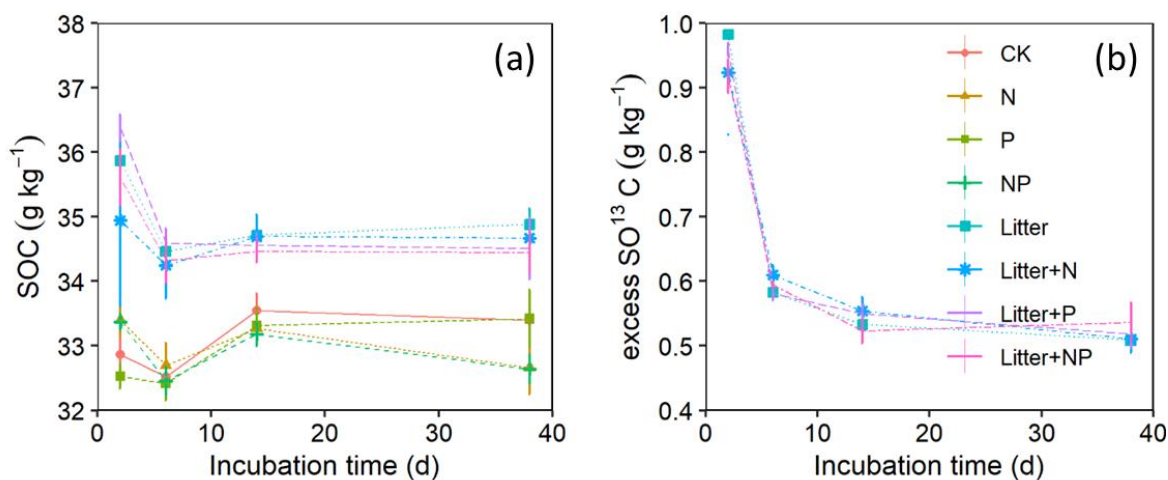 (a)
SOC (g kg⁻¹)
38
37
36
35
34
33
32
0 10 20 30 40
Incubation time (d)
(b)
excess SO¹³ C (g kg⁻¹)
1.0
0.9
0.8
0.7
0.6
0.5
0.4
0 10 20 30 40
Incubation time (d)
CK
N
P
NP
Litter
Litter+N
Litter+P
Litter+NP